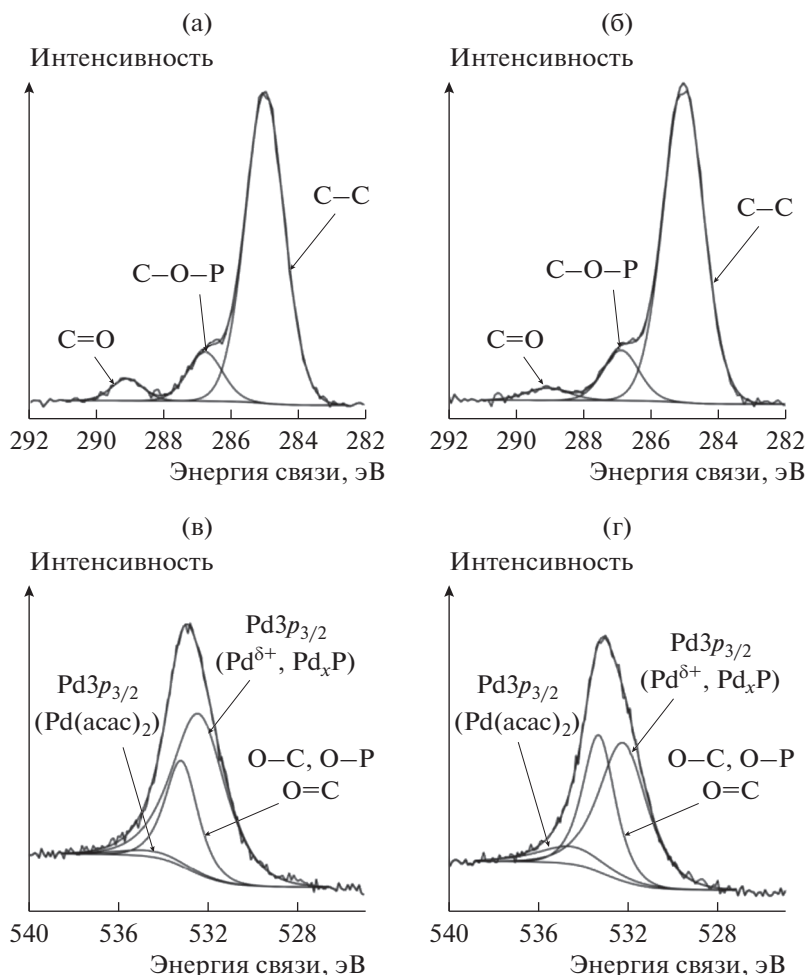 (а)
Интенсивность
C–C
C–O–P
C=O
292 290 288 286 284 282
Энергия связи, эВ
(б)
Интенсивность
C–C
C–O–P
C=O
292 290 288 286 284 282
Энергия связи, эВ
(в)
Интенсивность
Pd3p3/2
(Pdδ+, PdxP)
Pd3p3/2
(Pd(acac)2)
O–C, O–P
O=C
540 536 532 528
Энергия связи, эВ
(г)
Интенсивность
Pd3p3/2
(Pdδ+, PdxP)
Pd3p3/2
(Pd(acac)2)
O–C, O–P
O=C
540 536 532 528
Энергия связи, эВ